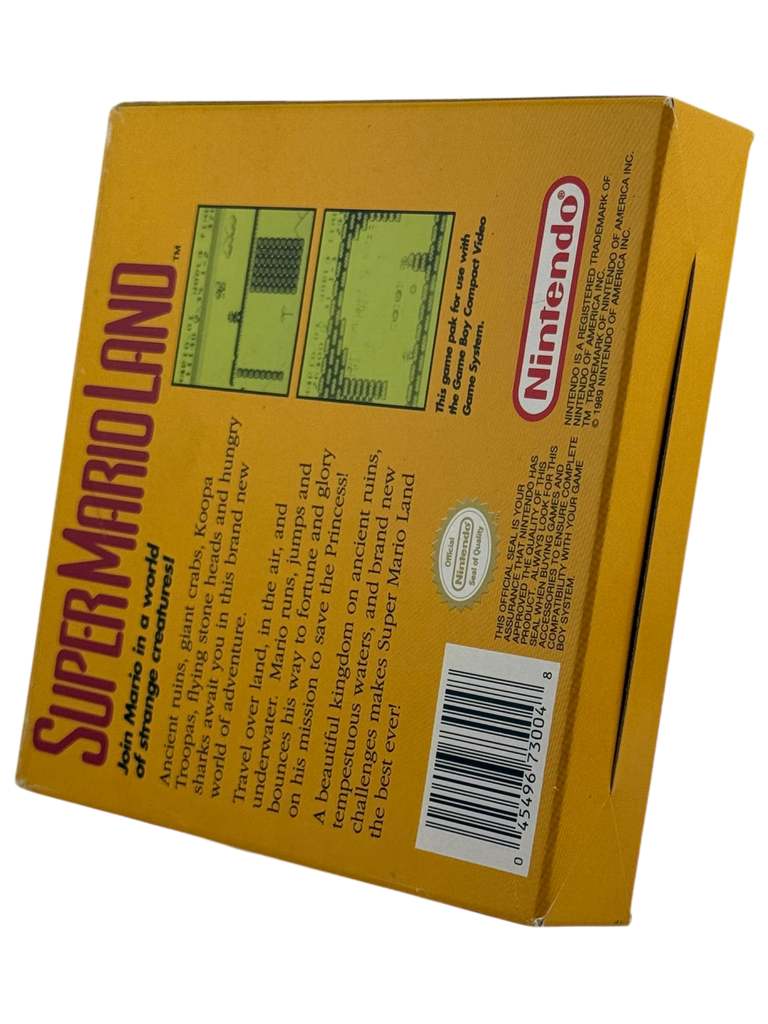 SUPER MARIO LAND™
Join Mario in a world
of strange creatures!
Ancient ruins, giant crabs, Koopa
Troopas, flying stone heads and hungry
sharks await you in this brand new
world of adventure.
Travel over land, in the air, and
underwater. Mario runs, jumps and
bounces his way to fortune and glory
on his mission to save the Princess!
A beautiful kingdom on ancient ruins,
tempestuous waters, and brand new
challenges makes Super Mario Land
the best ever!
This game pak for use with
the Game Boy Compact Video
Game System.
0 45496 73004 8
Official
Nintendo®
Seal of Quality
THIS OFFICIAL SEAL IS YOUR
ASSURANCE THAT NINTENDO HAS
APPROVED THE QUALITY OF THIS
PRODUCT. ALWAYS LOOK FOR THIS
SEAL WHEN BUYING GAMES AND
ACCESSORIES TO ENSURE COMPLETE
COMPATIBILITY WITH YOUR GAME
BOY SYSTEM.
Nintendo®
NINTENDO IS A REGISTERED TRADEMARK OF
NINTENDO OF AMERICA INC.
TM TRADEMARK OF NINTENDO OF AMERICA INC.
© 1989 NINTENDO OF AMERICA INC.